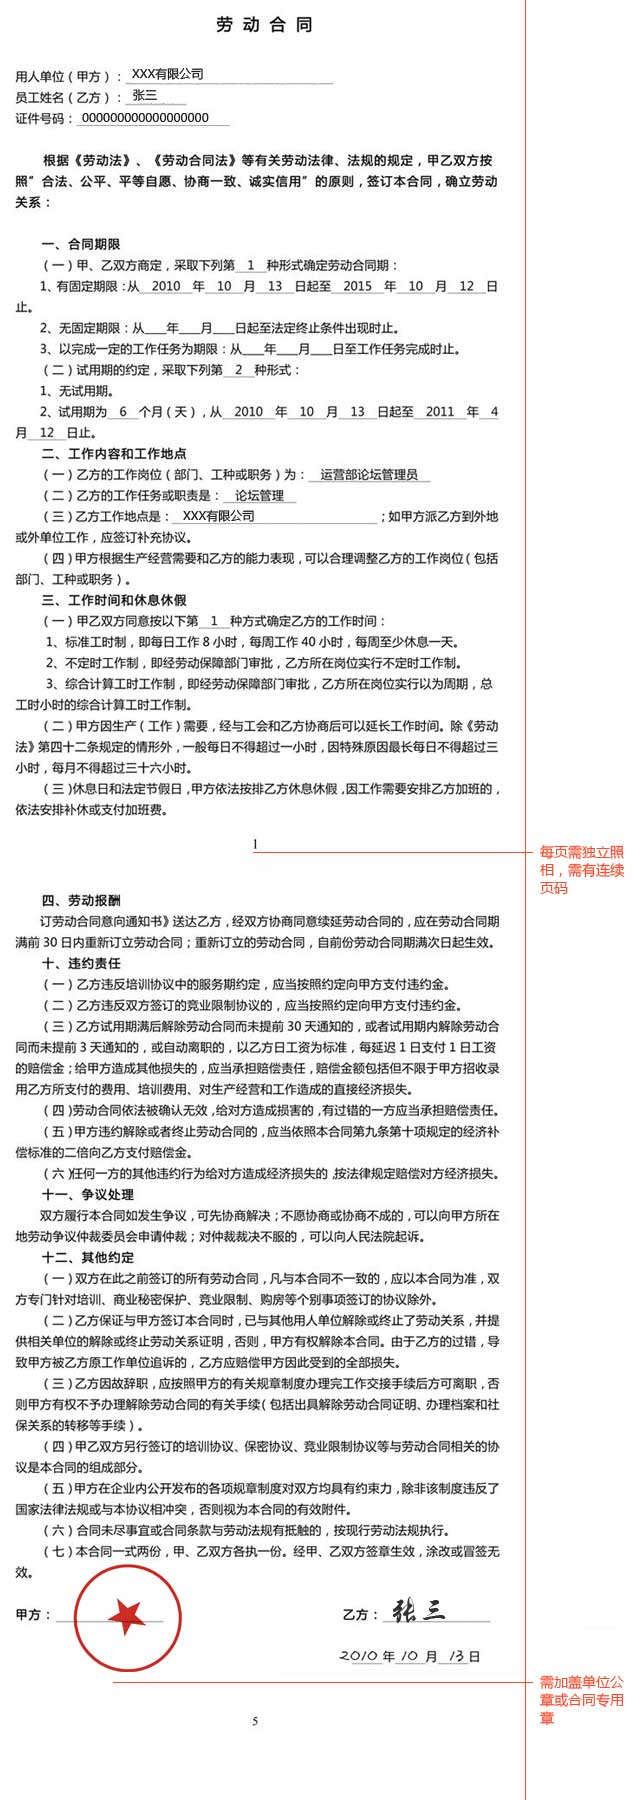 劳动合同
用人单位（甲方）：XXX有限公司
员工姓名（乙方）：张三
证件号码：000000000000000000
根据《劳动法》、《劳动合同法》等有关劳动法律、法规的规定，甲乙双方按
照”合法、公平、平等自愿、协商一致、诚实信用”的原则，签订本合同，确立劳动
关系：
一、合同期限
（一）甲、乙双方商定，采取下列第 1 种形式确定劳动合同期：
1、有固定期限：从 2010 年 10 月 13 日起至 2015 年 10 月 12 日
止。
2、无固定期限：从___年___月___日起至法定终止条件出现时止。
3、以完成一定的工作任务为期限：从___年___月___日至工作任务完成时止。
（二）试用期的约定，采取下列第 2 种形式：
1、无试用期。
2、试用期为 6 个月（天），从 2010 年 10 月 13 日起至 2011 年 4
月 12 日止。
二、工作内容和工作地点
（一）乙方的工作岗位（部门、工种或职务）为： 运营部论坛管理员
（二）乙方的工作任务或职责是： 论坛管理
（三）乙方工作地点是： XXX有限公司 ；如甲方派乙方到外地
或外单位工作，应签订补充协议。
（四）甲方根据生产经营需要和乙方的能力表现，可以合理调整乙方的工作岗位（包括
部门、工种或职务）。
三、工作时间和休息休假
（一）甲乙双方同意按以下第 1 种方式确定乙方的工作时间：
1、标准工时制，即每日工作 8 小时，每周工作 40 小时，每周至少休息一天。
2、不定时工作制，即经劳动保障部门审批，乙方所在岗位实行不定时工作制。
3、综合计算工时工作制，即经劳动保障部门审批，乙方所在岗位实行以为周期，总
工时小时的综合计算工时工作制。
（二）甲方因生产（工作）需要，经与工会和乙方协商后可以延长工作时间。除《劳动
法》第四十二条规定的情形外，一般每日不得超过一小时，因特殊原因最长每日不得超过三
小时，每月不得超过三十六小时。
（三）休息日和法定节假日，甲方依法按排乙方休息休假，因工作需要安排乙方加班的，
依法安排补休或支付加班费。
1
每页需独立照
相，需有连续
页码
四、劳动报酬
订劳动合同意向通知书》送达乙方，经双方协商同意续延劳动合同的，应在劳动合同期
满前 30 日内重新订立劳动合同；重新订立的劳动合同，自前份劳动合同期满次日起生效。
十、违约责任
（一）乙方违反培训协议中的服务期约定，应当按照约定向甲方支付违约金。
（二）乙方违反双方签订的竞业限制协议的，应当按照约定向甲方支付违约金。
（三）乙方试用期满后解除劳动合同而未提前 30 天通知的，或者试用期内解除劳动合
同而未提前 3 天通知的，或自动离职的，以乙方日工资为标准，每延迟 1 日支付 1 日工资
的赔偿金；给甲方造成其他损失的，应当承担赔偿责任，赔偿金额包括但不限于甲方招收录
用乙方所支付的费用、培训费用、对生产经营和工作造成的直接经济损失。
（四）劳动合同依法被确认无效，给对方造成损害的，有过错的一方应当承担赔偿责任。
（五）甲方违约解除或者终止劳动合同的，应当依照本合同第九条第十项规定的经济补
偿标准的二倍向乙方支付赔偿金。
（六）任何一方的其他违约行为给对方造成经济损失的，按法律规定赔偿对方经济损失。
十一、争议处理
双方履行本合同如发生争议，可先协商解决；不愿协商或协商不成的，可以向甲方所在
地劳动争议仲裁委员会申请仲裁；对仲裁裁决不服的，可以向人民法院起诉。
十二、其他约定
（一）双方在此之前签订的所有劳动合同，凡与本合同不一致的，应以本合同为准，双
方专门针对培训、商业秘密保护、竞业限制、购房等个别事项签订的协议除外。
（二）乙方保证与甲方签订本合同时，已与其他用人单位解除或终止了劳动关系，并提
供相关单位的解除或终止劳动关系证明，否则，甲方有权解除本合同。由于乙方的过错，导
致甲方被乙方原工作单位追诉的，乙方应赔偿甲方因此受到的全部损失。
（三）乙方因故辞职，应按照甲方的有关规章制度办理完工作交接手续后方可离职，否
则甲方有权不予办理解除劳动合同的有关手续（包括出具解除劳动合同证明、办理档案和社
保关系的转移等手续）。
（四）甲乙双方另行签订的培训协议、保密协议、竞业限制协议等与劳动合同相关的协
议是本合同的组成部分。
（五）甲方在企业内公开发布的各项规章制度对双方均具有约束力，除非该制度违反了
国家法律法规或与本协议相冲突，否则视为本合同的有效附件。
（六）合同未尽事宜或合同条款与劳动法规有抵触的，按现行劳动法规执行。
（七）本合同一式两份，甲、乙双方各执一份。经甲、乙双方签章生效，涂改或冒签无
效。
甲方： 乙方：张三
2010 年 10 月 13 日
需加盖单位公
章或合同专用
章
5